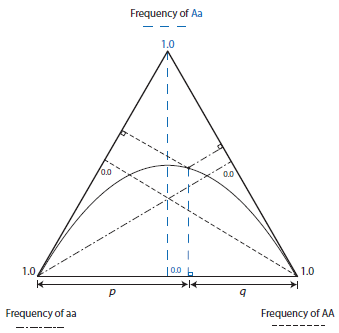 Frequency of Aa
1.0
0.0
0.0
1.0
0.0
1.0
p
q
Frequency of aa
Frequency of AA